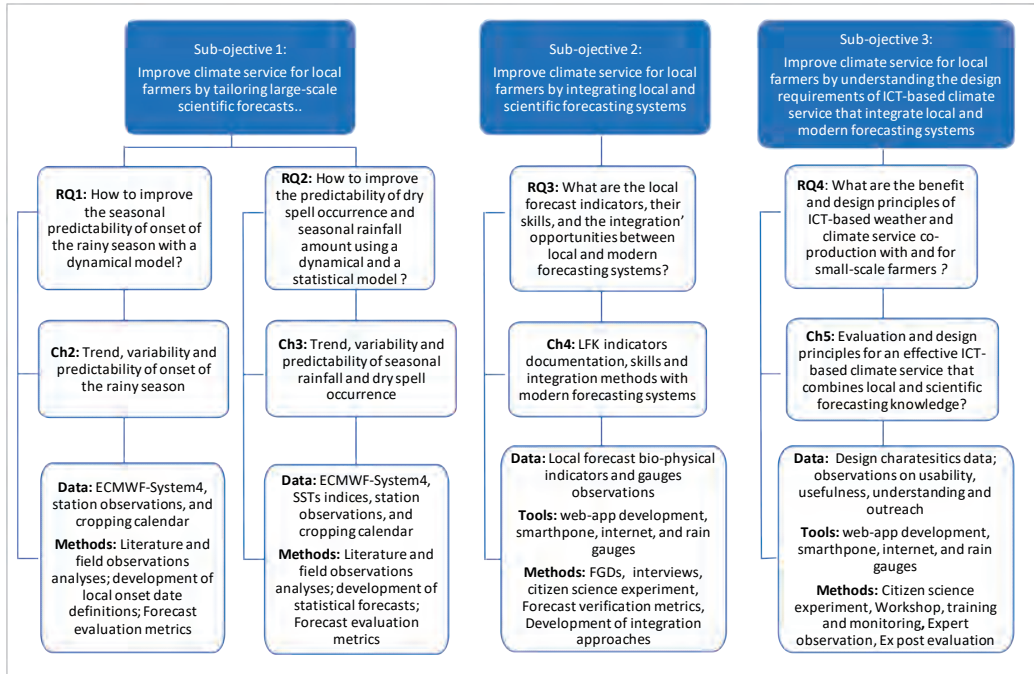 Sub-ojective 1:
Improve climate service for local
farmers by tailoring large-scale
scientific forecasts..
Sub-objective 2:
Improve climate service for local
farmers by integrating local and
scientific forecasting systems
Sub-objective 3:
Improve climate service for local
farmers by understanding the design
requirements of ICT-based climate
service that integrate local and
modern forecasting systems
RQ1: How to improve
the seasonal
predictability of onset
of the rainy season with a
dynamical model?
RQ2: How to improve
the predictability of dry
spell occurrence and
seasonal rainfall
amount using a
dynamical and a
statistical model ?
RQ3: What are the local
forecast indicators, their
skills, and the integration’
opportunities between
local and modern
forecasting systems?
RQ4: What are the benefit
and design principles of
ICT-based weather and
climate service co-
production with and for
small-scale farmers ?
Ch2: Trend, variability and
predictability of onset
of the rainy season
Ch3: Trend, variability and
predictability of seasonal
rainfall and dry spell
occurrence
Ch4: LFK indicators
documentation, skills and
integration methods with
modern forecasting systems
Ch5: Evaluation and design
principles for an effective ICT-
based climate service that
combines local and scientific
forecasting knowledge?
Data: ECMWF-System4,
station observations, and
cropping calendar
Methods: Literature and
field observations
analyses; development of
local onset date
definitions; Forecast
evaluation metrics
Data: ECMWF-System4,
SSTs indices, station
observations, and
cropping calendar
Methods: Literature and
field observations
analyses; development of
statistical forecasts;
Forecast evaluation
metrics
Data: Local forecast bio-physical
indicators and gauges
observations
Tools: web-app development,
smarthpone, internet, and rain
gauges
Methods: FGDs, interviews,
citizen science experiment,
Forecast verification metrics,
Development of integration
approaches
Data: Design charatesitics data;
observations on usability,
usefulness, understanding and
outreach
Tools: web-app development,
smarthpone, internet, and rain
gauges
Methods: Citizen science
experiment, Workshop, training
and monitoring, Expert
observation, Ex post evaluation